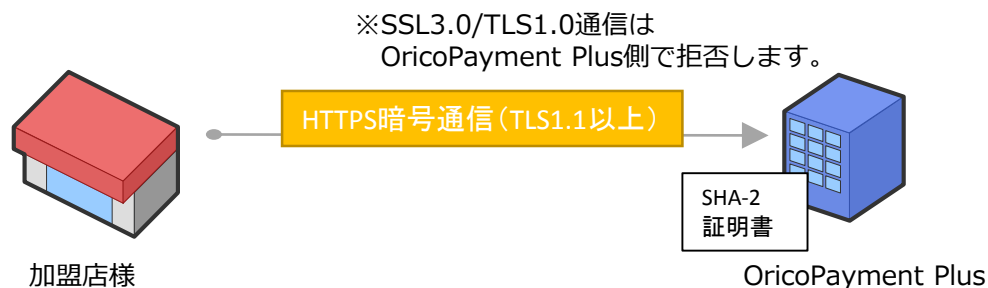 ※SSL3.0/TLS1.0通信は
OricoPayment Plus側で拒否します。
HTTPS暗号通信(TLS1.1以上)
SHA-2
証明書
加盟店様
OricoPayment Plus